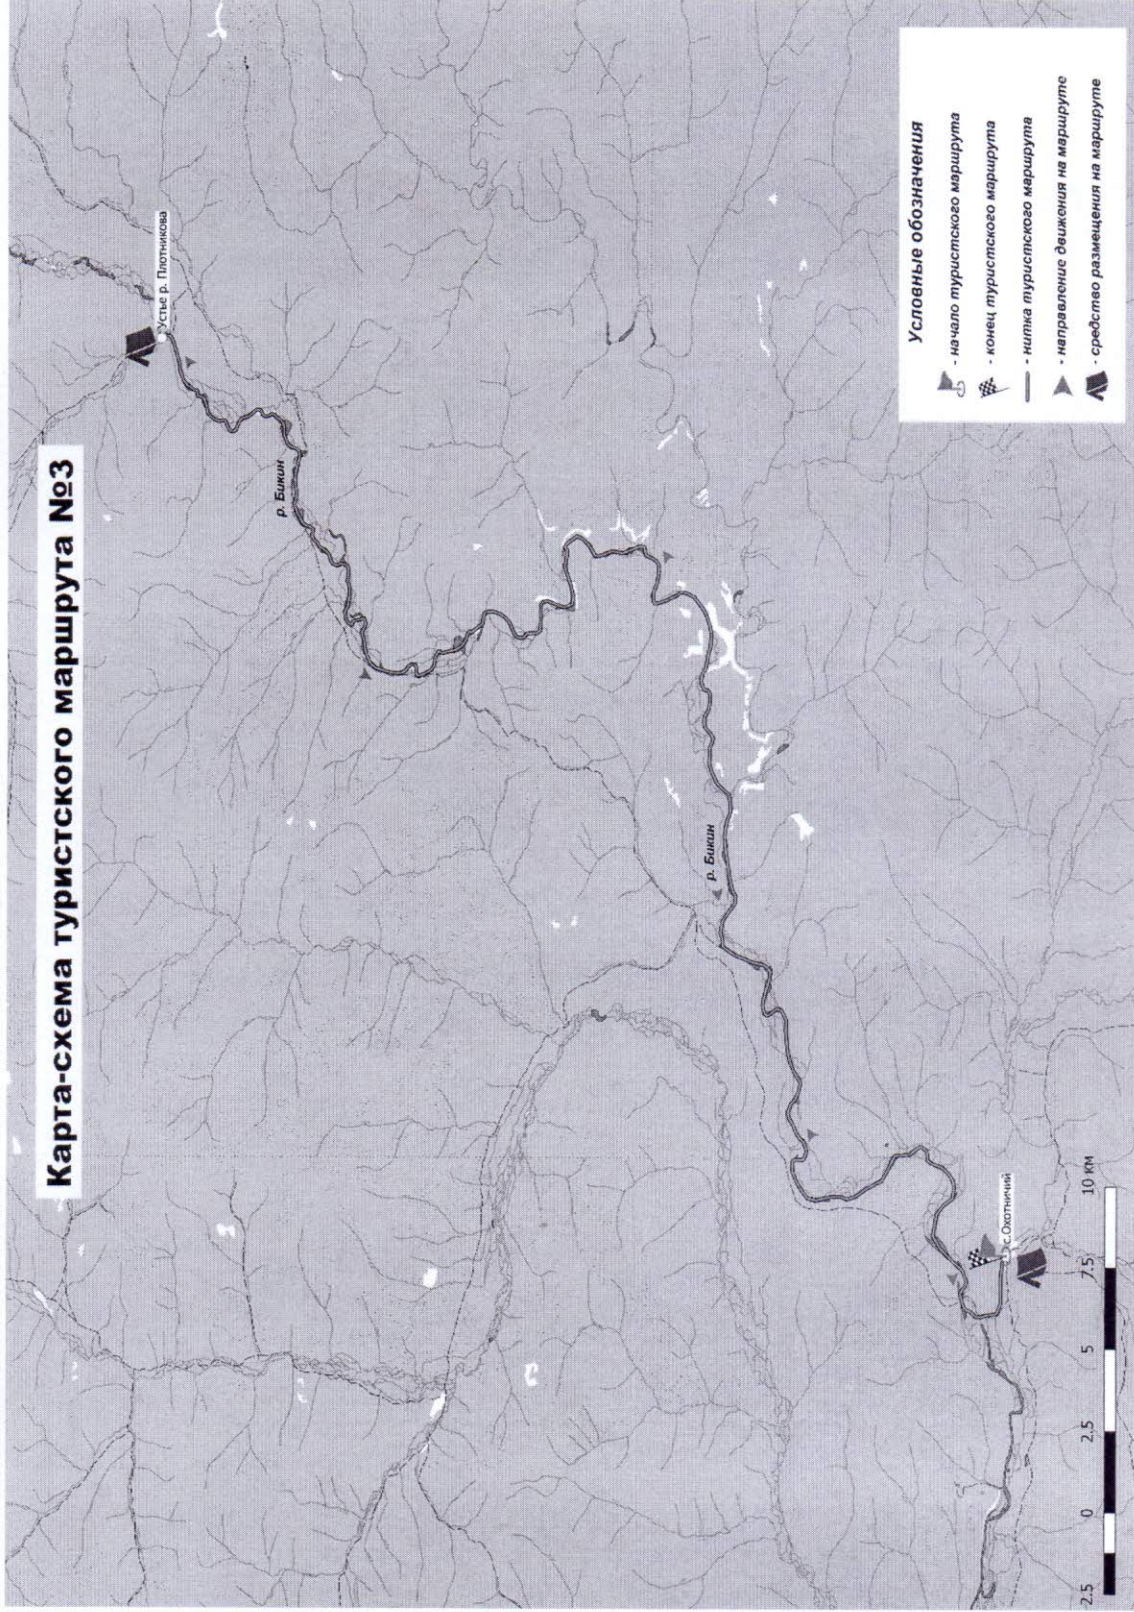 Карта-схема туристского маршрута №3
Устье р. Плотникова
р. Бикин
р. Бикин
с.Охотничий
2.5 0 2.5 5 7.5 10 км
Условные обозначения
- начало туристского маршрута
- конец туристского маршрута
- нитка туристского маршрута
- направление движения на маршруте
- средство размещения на маршруте